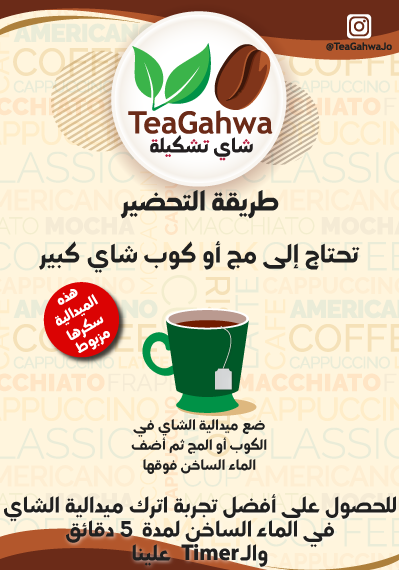 @TeaGahwaJo
TeaGahwa
شاي تشكيلة
طريقة التحضير
تحتاج إلى مج أو كوب شاي كبير
هذه
الميدالية
سكرها
مزبوط
ضع ميدالية الشاي في
الكوب أو المج ثم أضف
الماء الساخن فوقها
للحصول على أفضل تجربة اترك ميدالية الشاي
في الماء الساخن لمدة 5 دقائق
والـTimer علينا